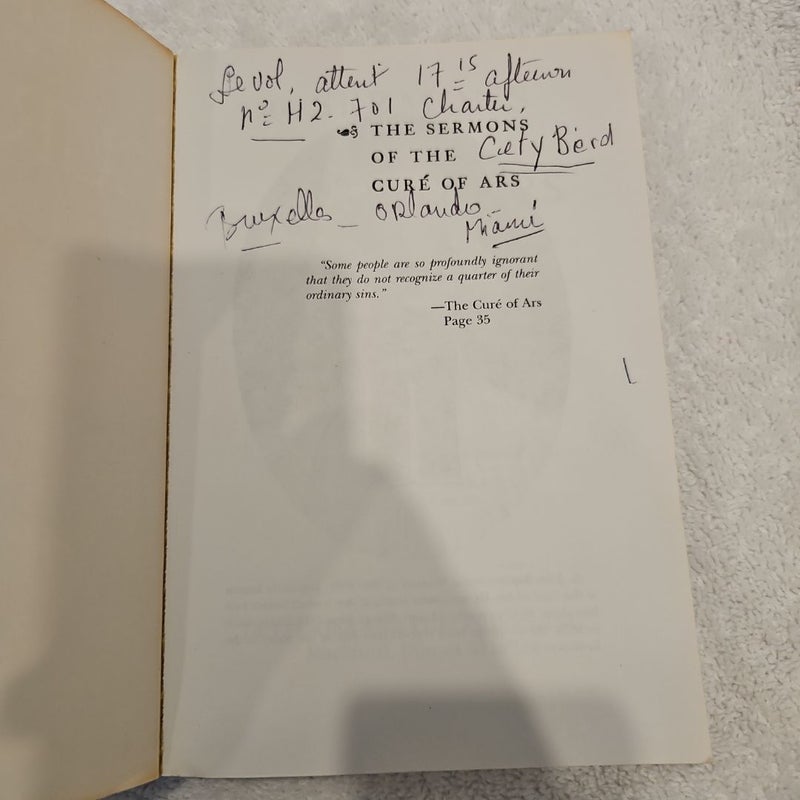 Le vol, attent 17 15 afternon
nº H2-701 Charter,
THE SERMONS
OF THE City Berd
CURÉ OF ARS
Bruxelles - ORlando -
Miami
"Some people are so profoundly ignorant
that they do not recognize a quarter of their
ordinary sins."
—The Curé of Ars
Page 35